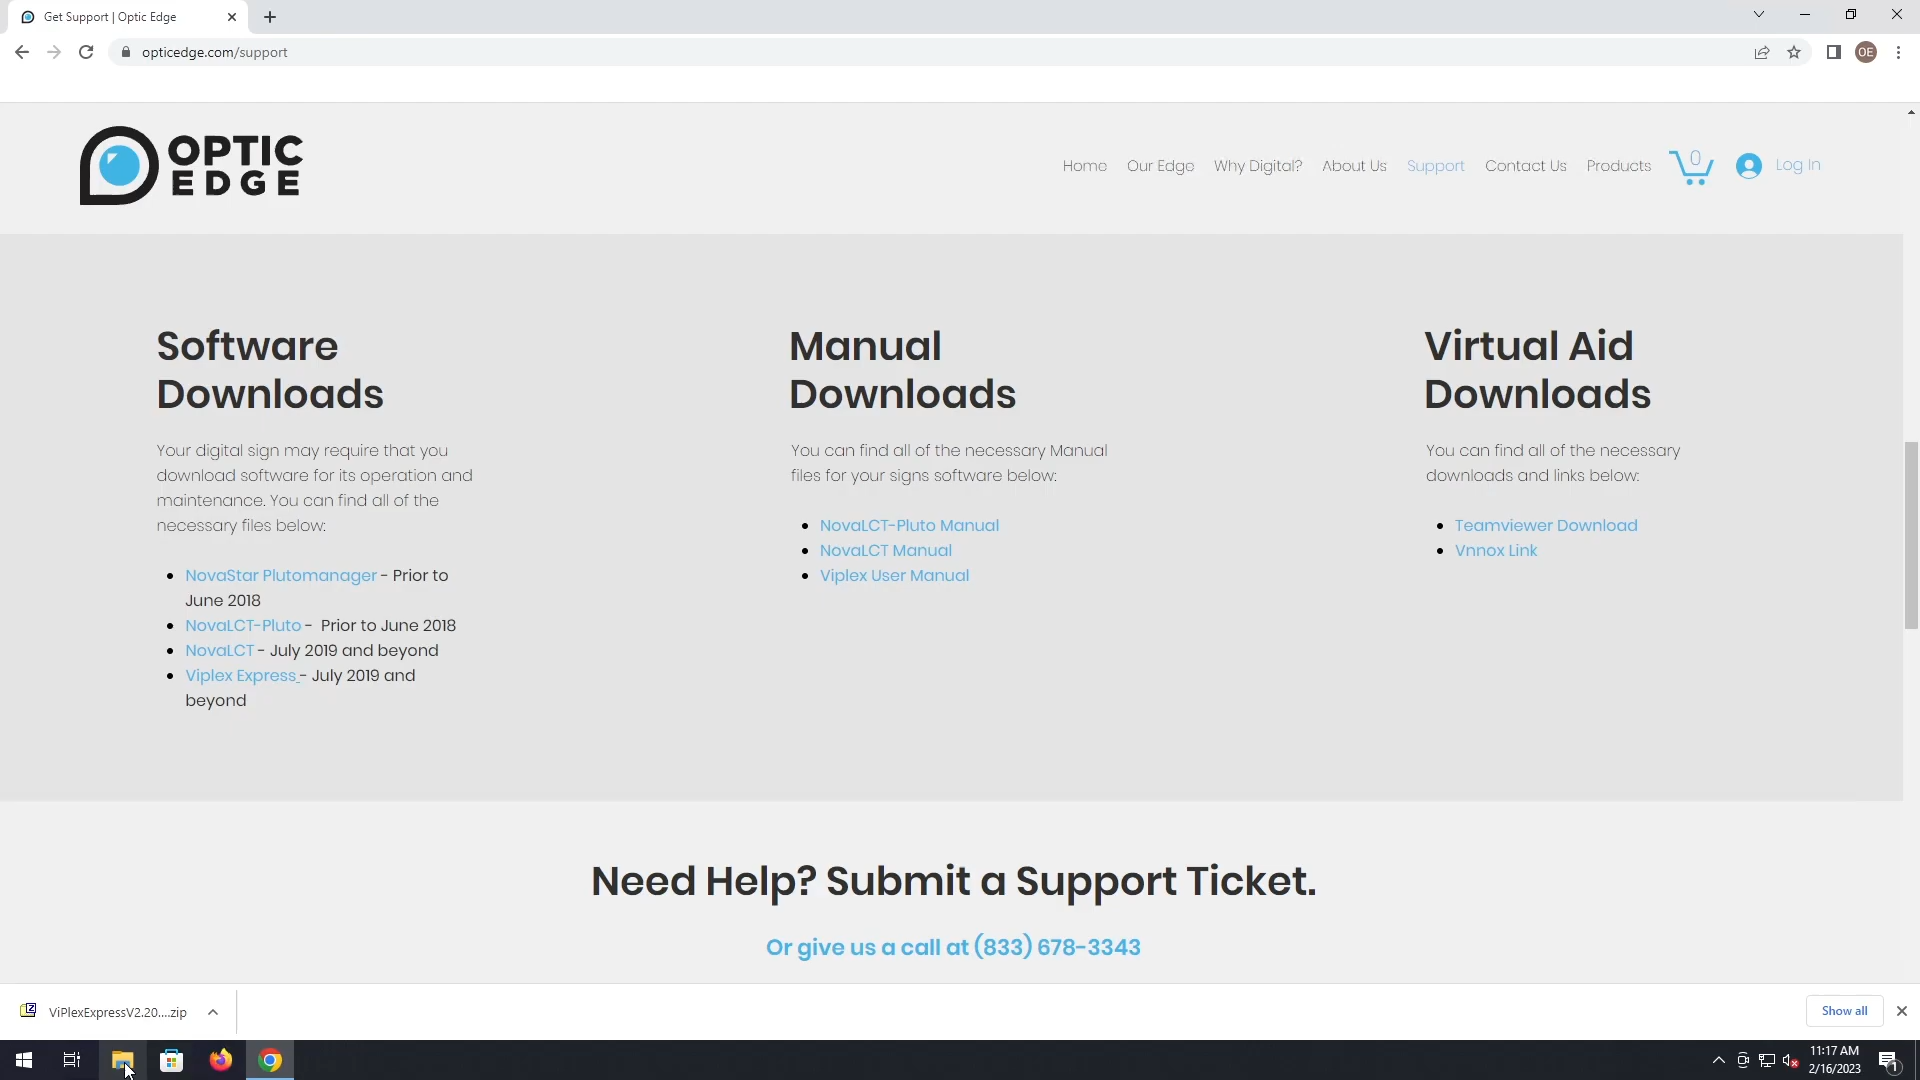 Get Support | Optic Edge
opticedge.com/support
OE
OPTIC
EDGE
Home
Our Edge
Why Digital?
About Us
Support
Contact Us
Products
0
Log In
Software
Downloads
Your digital sign may require that you
download software for its operation and
maintenance. You can find all of the
necessary files below:
NovaStar Plutomanager - Prior to
June 2018
NovaLCT-Pluto - Prior to June 2018
NovaLCT - July 2019 and beyond
Viplex Express - July 2019 and
beyond
Manual
Downloads
You can find all of the necessary Manual
files for your signs software below:
NovaLCT-Pluto Manual
NovaLCT Manual
Viplex User Manual
Virtual Aid
Downloads
You can find all of the necessary
downloads and links below:
Teamviewer Download
Vnnox Link
Need Help? Submit a Support Ticket.
Or give us a call at (833) 678-3343
ViPlexExpressV2.20....zip
Show all
11:17 AM
2/16/2023
1